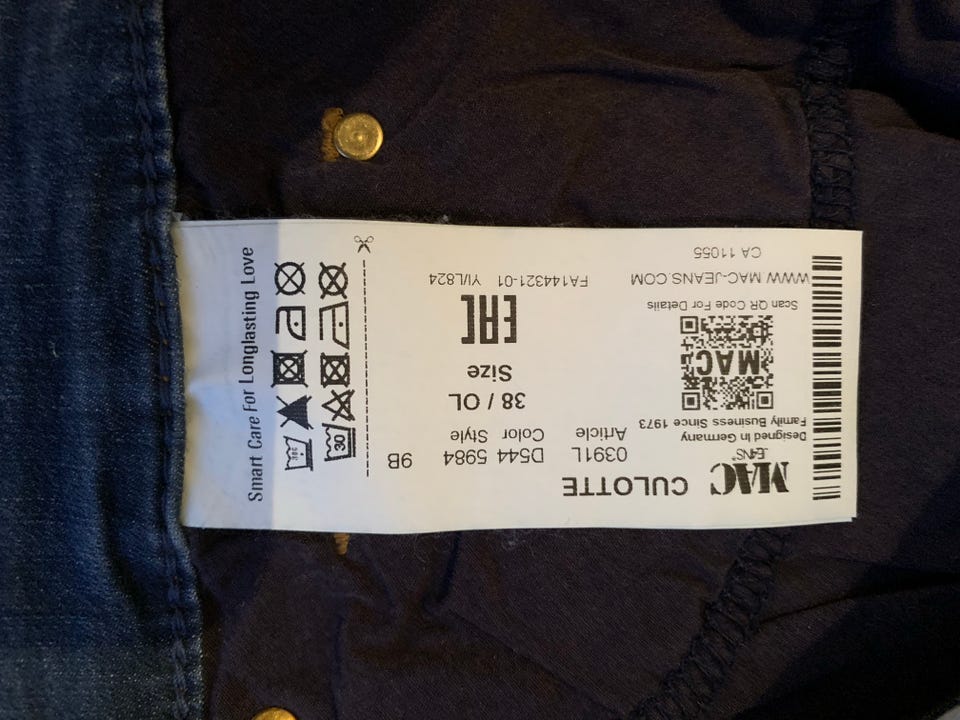 MAC
JEANS®
CULOTTE
Designed in Germany
Family Business Since 1973
0391L
Article
D544 5984
Color Style
9B
38 / OL
Size
MAC
Scan QR Code For Details
EAC
WWW.MAC-JEANS.COM
FA144321-01 YI/L824
CA 11055
Smart Care For Longlasting Love
30